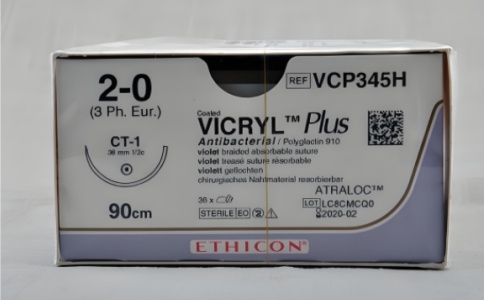 2-0
(3 Ph. Eur.)
CT-1
36 mm 1/2c
90cm
REF VCP345H
Coated
VICRYL™ Plus
Antibacterial / Polyglactin 910
violet braided absorbable suture
violet tressé suture résorbable
violett geflochten
chirurgisches Nahtmaterial resorbierbar
ATRALOC™
36 x
LOT LC8CMCQ0
STERILE EO 2
2020-02
ETHICON